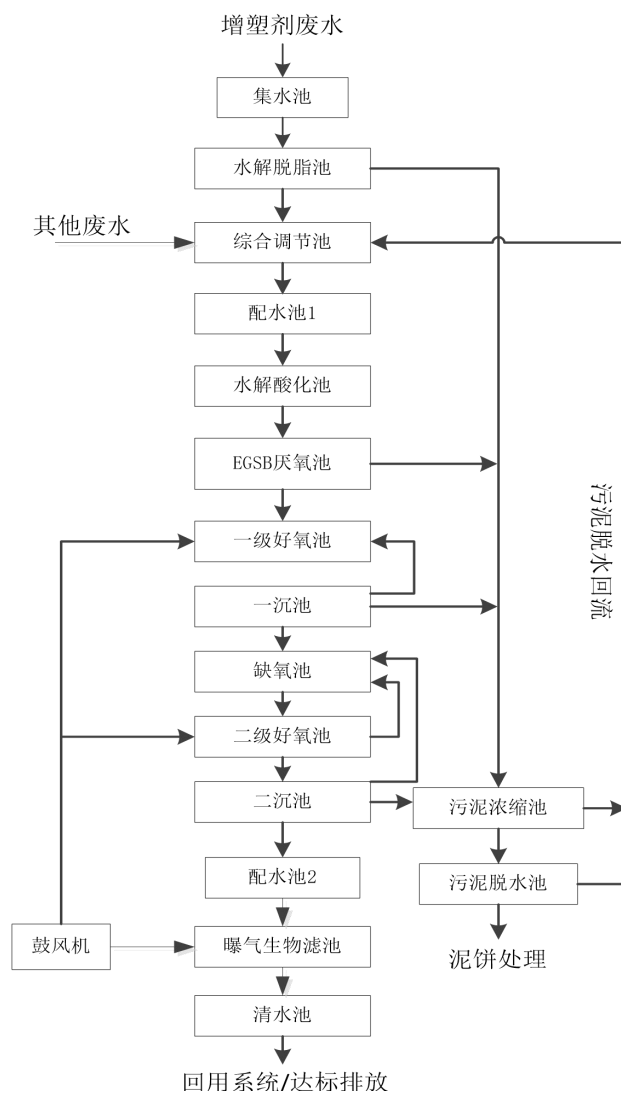 增塑剂废水
集水池
水解脱脂池
其他废水
综合调节池
配水池1
水解酸化池
EGSB厌氧池
一级好氧池
污泥脱水回流
一沉池
缺氧池
二级好氧池
二沉池
污泥浓缩池
配水池2
污泥脱水池
鼓风机
曝气生物滤池
泥饼处理
清水池
回用系统/达标排放